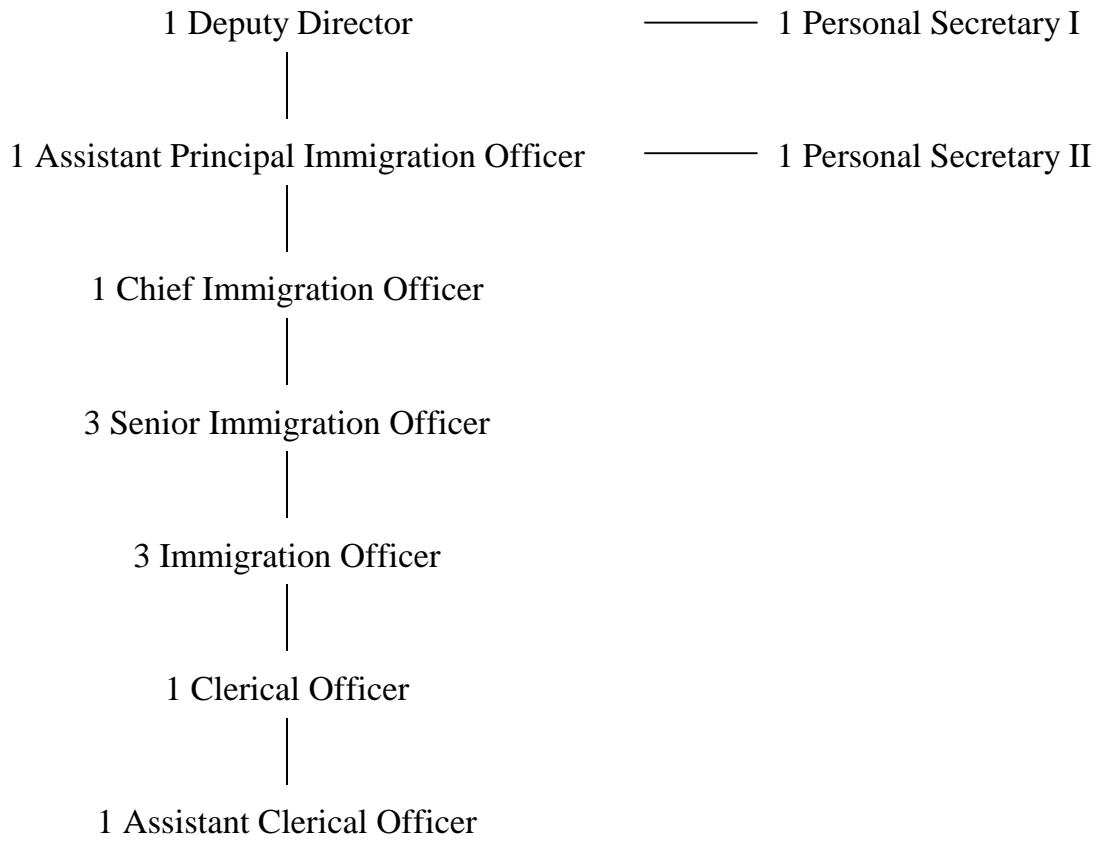 1 Deputy Director 1 Personal Secretary I
1 Assistant Principal Immigration Officer 1 Personal Secretary II
1 Chief Immigration Officer
3 Senior Immigration Officer
3 Immigration Officer
1 Clerical Officer
1 Assistant Clerical Officer